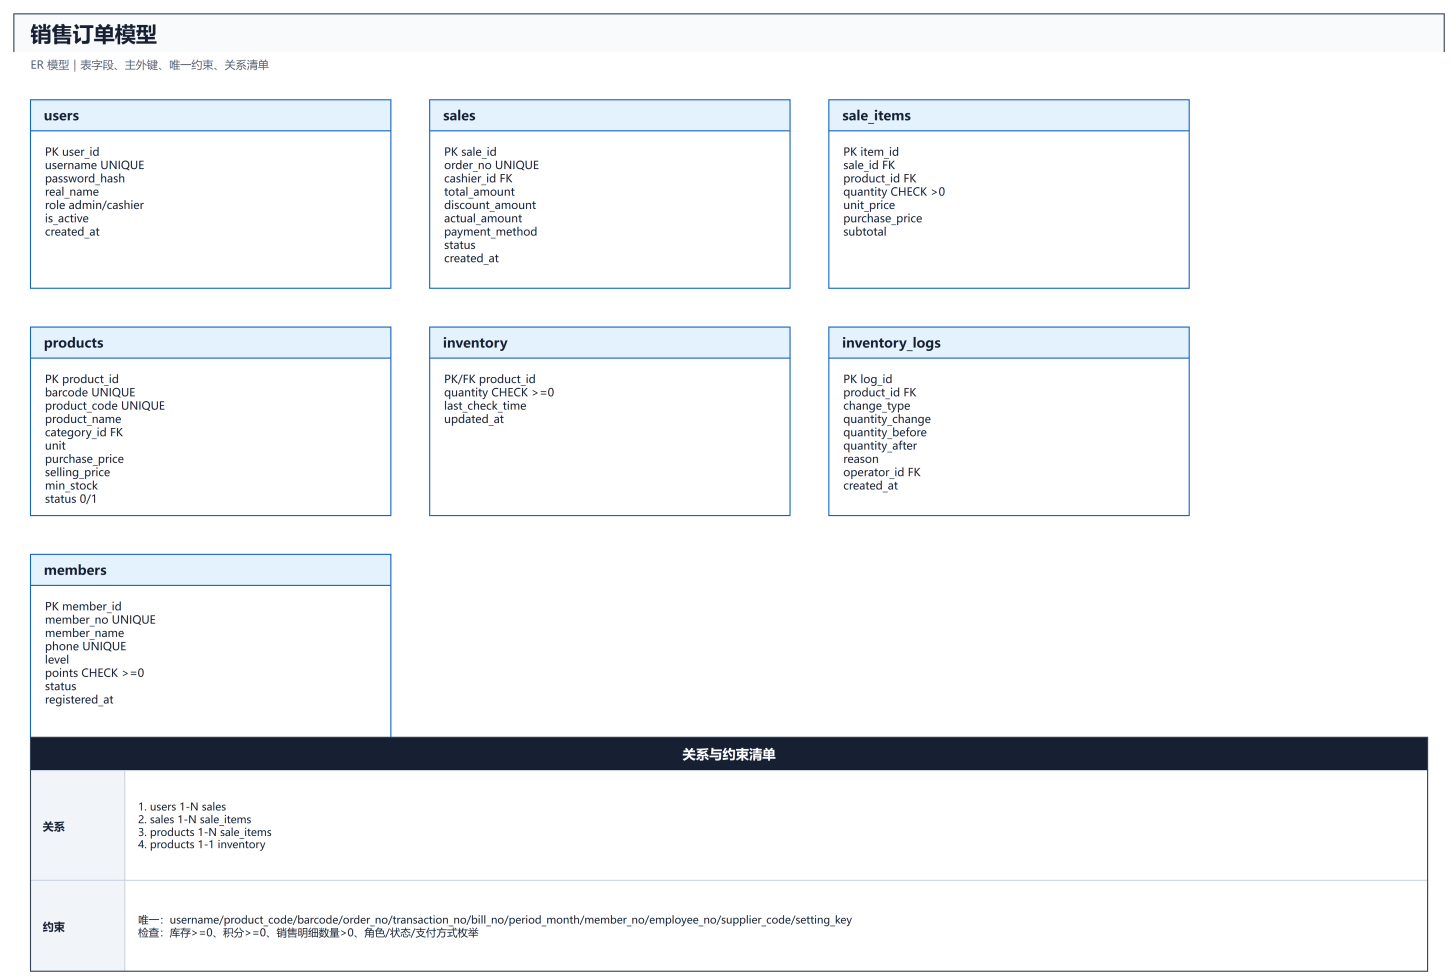 销售订单模型
ER 模型 | 表字段、主外键、唯一约束、关系清单
users
PK user_id
username UNIQUE
password_hash
real_name
role admin/cashier
is_active
created_at
sales
PK sale_id
order_no UNIQUE
cashier_id FK
total_amount
discount_amount
actual_amount
payment_method
status
created_at
sale_items
PK item_id
sale_id FK
product_id FK
quantity CHECK >0
unit_price
purchase_price
subtotal
products
PK product_id
barcode UNIQUE
product_code UNIQUE
product_name
category_id FK
unit
purchase_price
selling_price
min_stock
status 0/1
inventory
PK/FK product_id
quantity CHECK >=0
last_check_time
updated_at
inventory_logs
PK log_id
product_id FK
change_type
quantity_change
quantity_before
quantity_after
reason
operator_id FK
created_at
members
PK member_id
member_no UNIQUE
member_name
phone UNIQUE
level
points CHECK >=0
status
registered_at
关系与约束清单
关系
1. users 1-N sales
2. sales 1-N sale_items
3. products 1-N sale_items
4. products 1-1 inventory
约束
唯一：username/product_code/barcode/order_no/transaction_no/bill_no/period_month/member_no/employee_no/supplier_code/setting_key
检查：库存>=0、积分>=0、销售明细数量>0、角色/状态/支付方式枚举